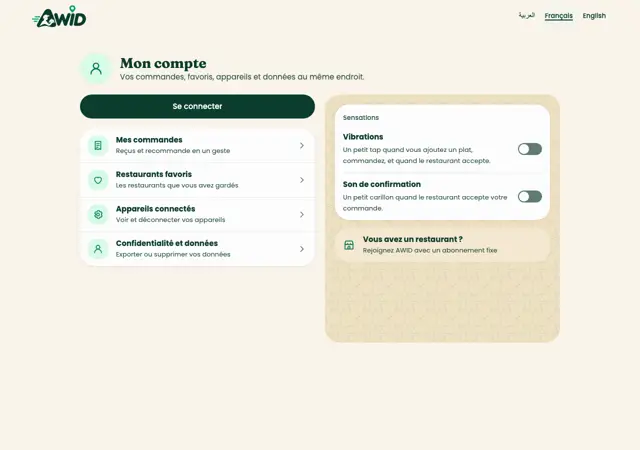 AWID
العربية
Français
English
Mon compte
Vos commandes, favoris, appareils et données au même endroit.
Se connecter
Mes commandes
Reçus et recommande en un geste
Restaurants favoris
Les restaurants que vous avez gardés
Appareils connectés
Voir et déconnecter vos appareils
Confidentialité et données
Exporter ou supprimer vos données
Sensations
Vibrations
Un petit tap quand vous ajoutez un plat,
commandez, et quand le restaurant accepte.
Son de confirmation
Un petit carillon quand le restaurant accepte votre
commande.
Vous avez un restaurant ?
Rejoignez AWID avec un abonnement fixe